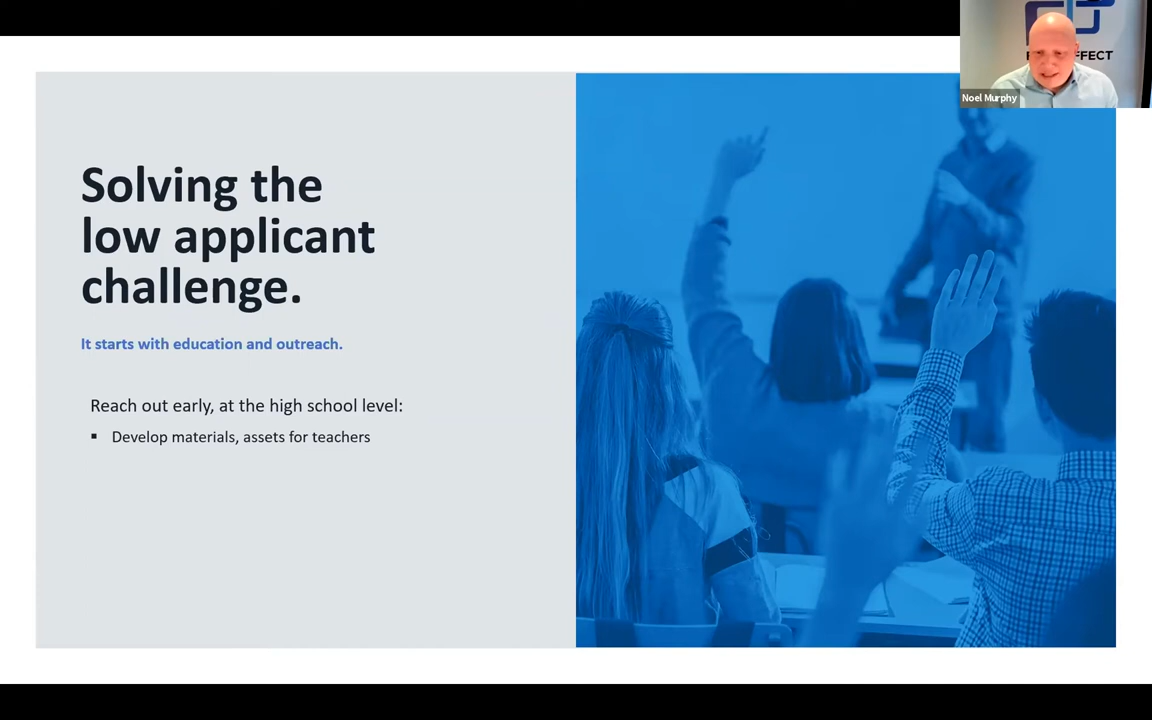 FFECT
Noel Murphy
Solving the
low applicant
challenge.
It starts with education and outreach.
Reach out early, at the high school level:
▪ Develop materials, assets for teachers